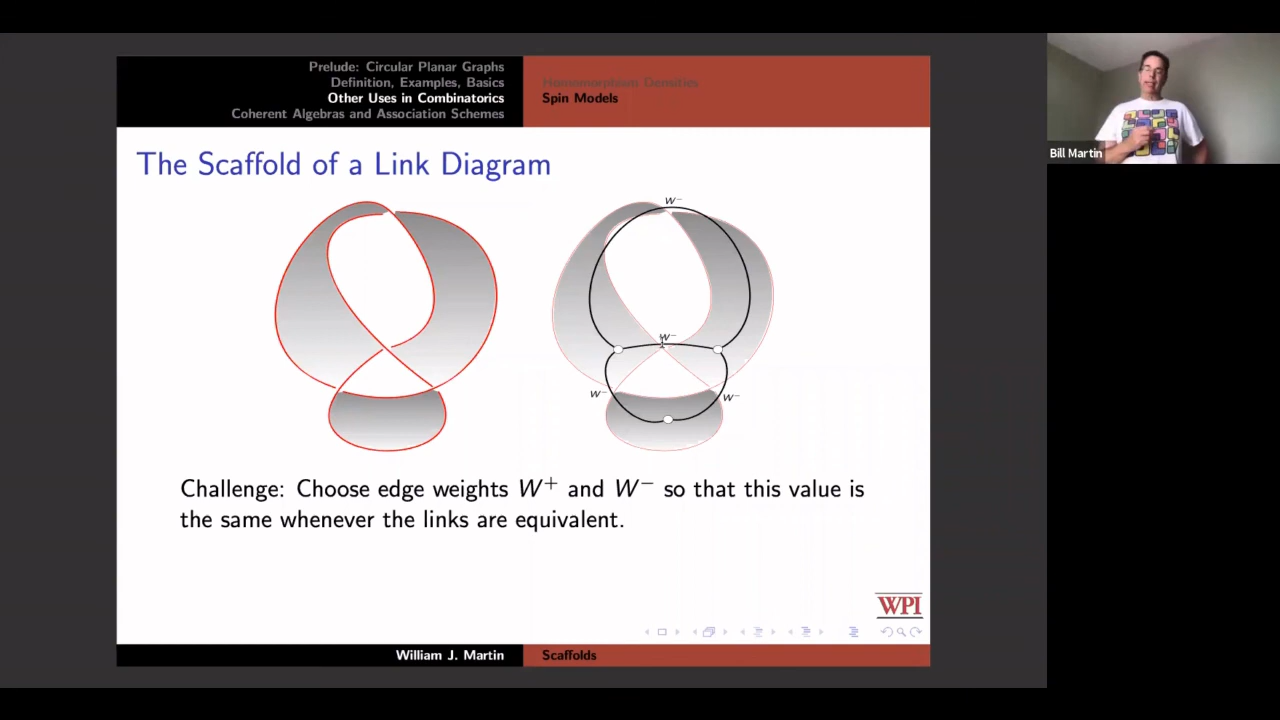 Prelude: Circular Planar Graphs
Definition, Examples, Basics
Other Uses in Combinatorics
Coherent Algebras and Association Schemes
Homomorphism Densities
Spin Models
The Scaffold of a Link Diagram
W−
W−
W−
W−
Challenge: Choose edge weights W+ and W− so that this value is
the same whenever the links are equivalent.
WPI
William J. Martin
Scaffolds
Bill Martin